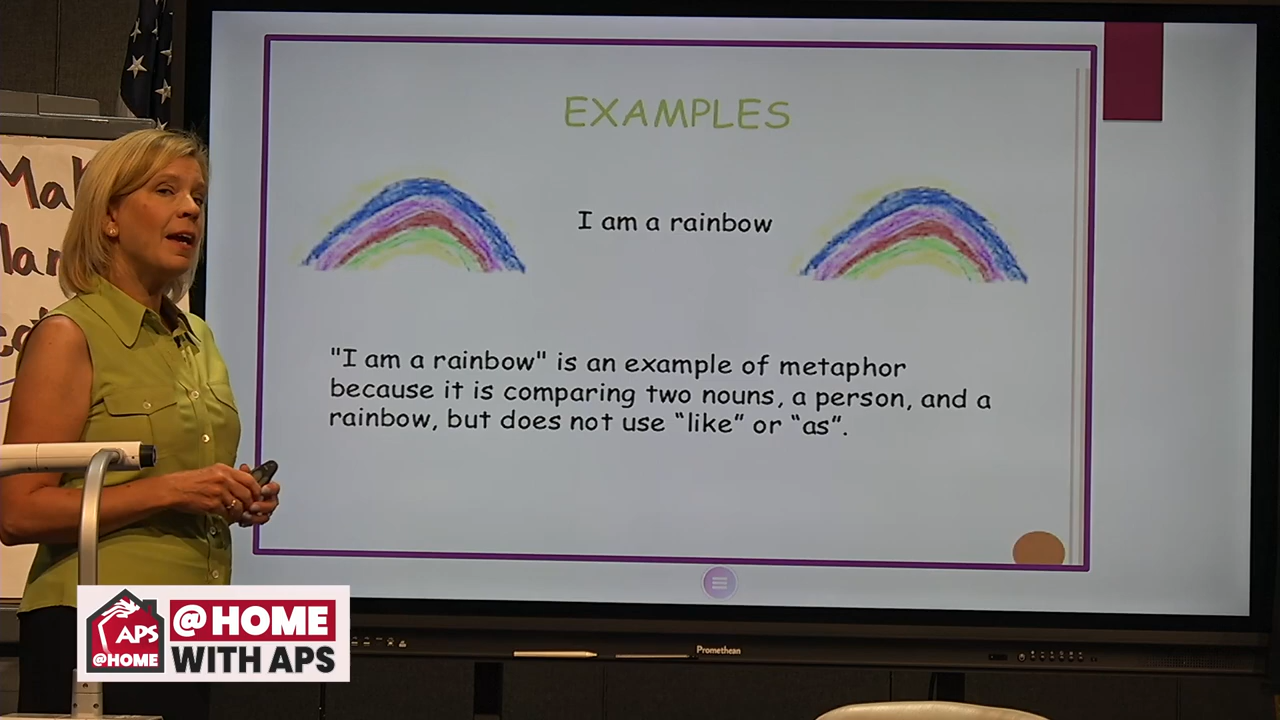 EXAMPLES
I am a rainbow
"I am a rainbow" is an example of metaphor
because it is comparing two nouns, a person, and a
rainbow, but does not use “like” or “as”.
APS
@HOME
@HOME
WITH APS
Promethean